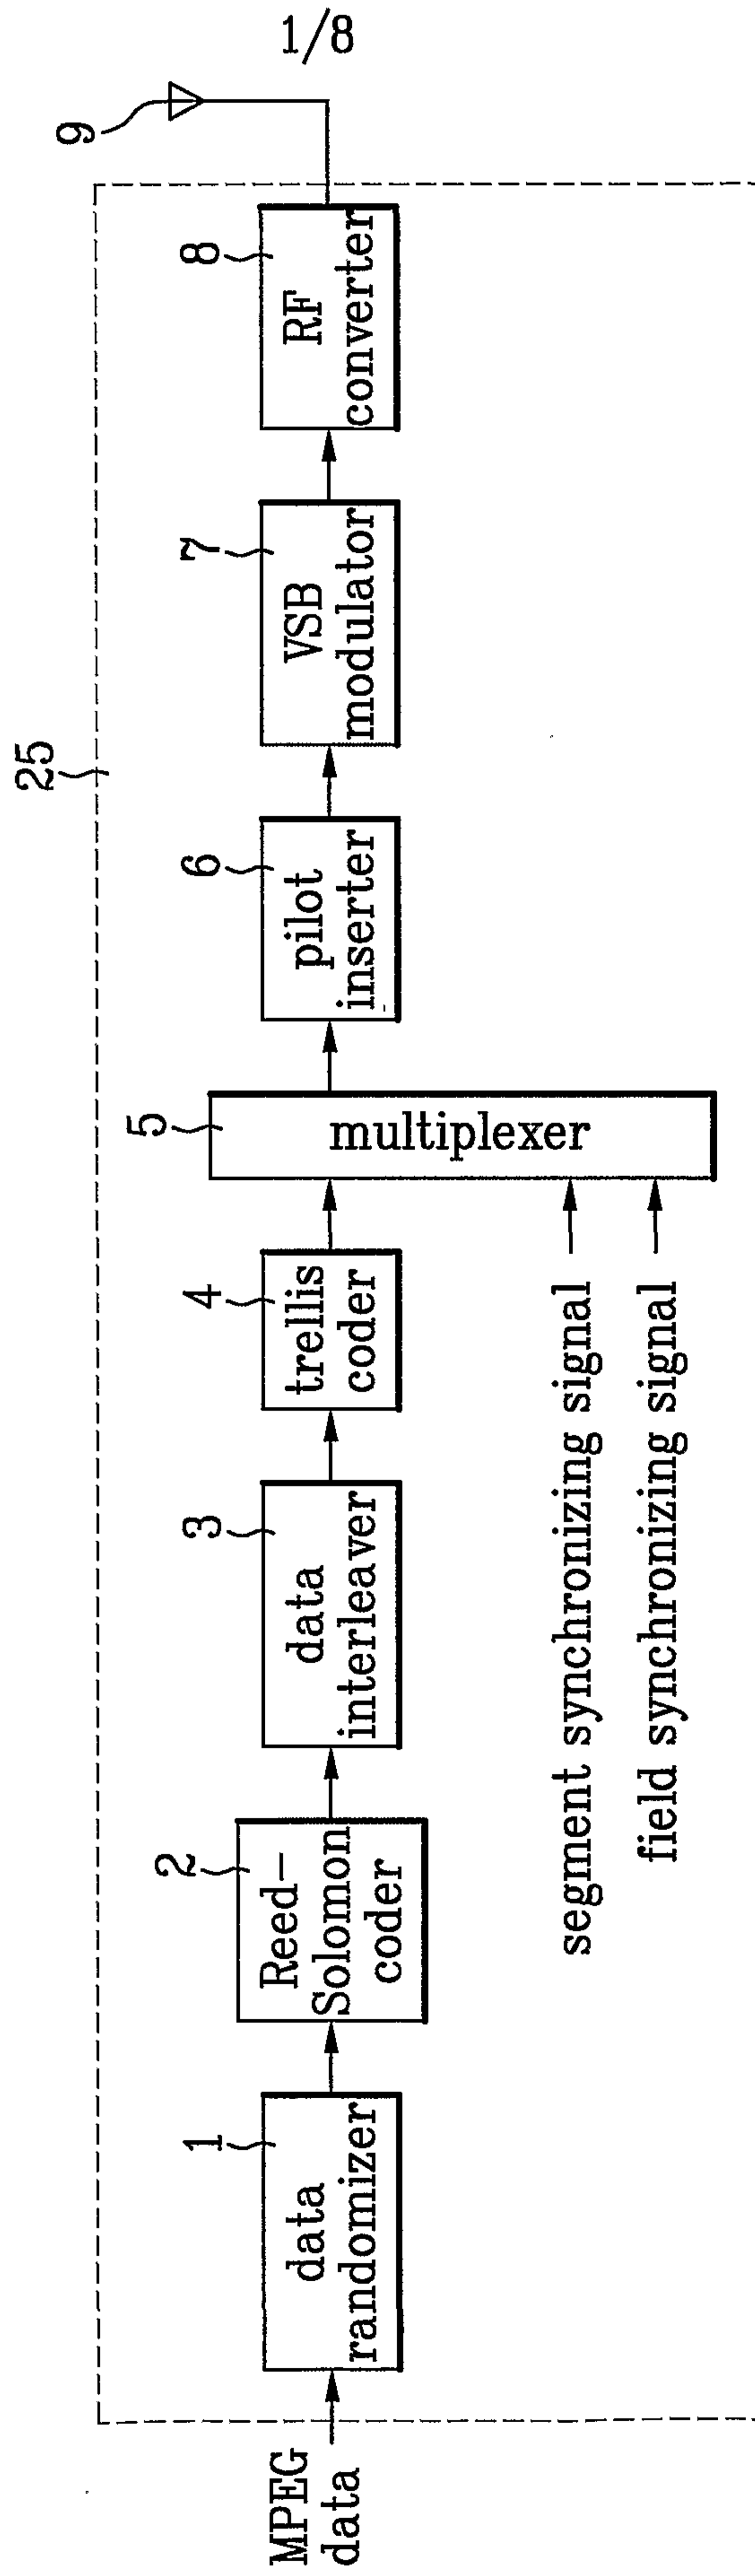 1/8
25
9
MPEG
data
1
data
randomizer
2
Reed-
Solomon
coder
3
data
interleaver
4
trellis
coder
5
multiplexer
segment synchronizing signal
field synchronizing signal
6
pilot
inserter
7
VSB
modulator
8
RF
converter